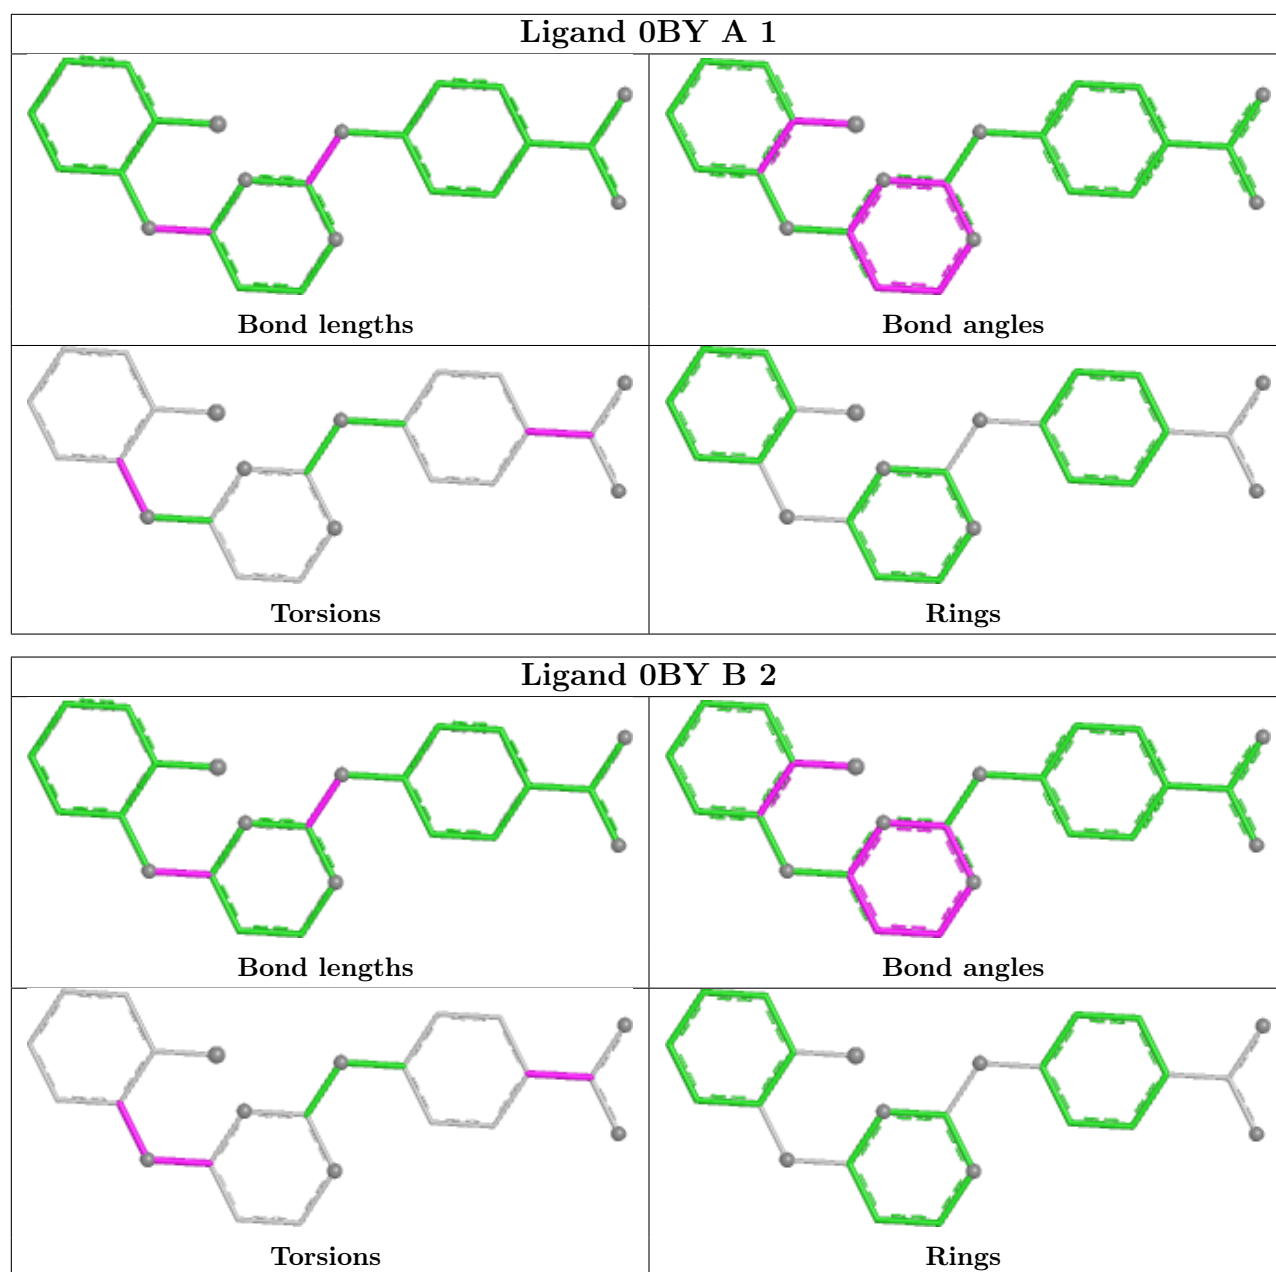 Ligand 0BY A 1
Bond lengths
Bond angles
Torsions
Rings
Ligand 0BY B 2
Bond lengths
Bond angles
Torsions
Rings